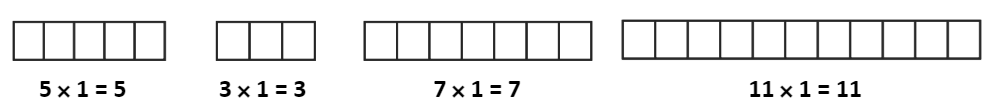 5 × 1 = 5 3 × 1 = 3 7 × 1 = 7 11 × 1 = 11